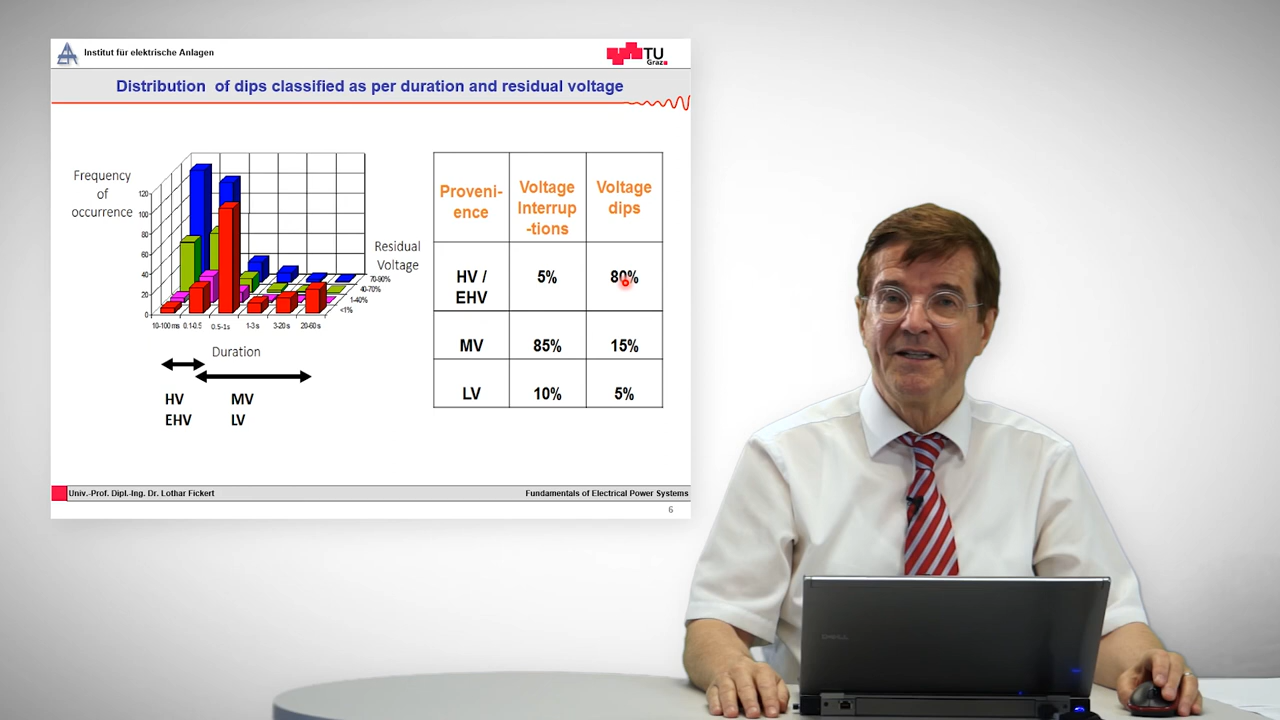 Institut für elektrische Anlagen
TU
Graz
Distribution of dips classified as per duration and residual voltage
Frequency
of
occurrence
120
100
80
60
40
20
0
10-100 ms
0.1-0.5
0.5-1s
1-3 s
3-20 s
20-60 s
Residual
Voltage
70-90%
40-70%
1-40%
<1%
Duration
HV
EHV
MV
LV
Proveni-
ence
Voltage
Interrup
-tions
Voltage
dips
HV /
EHV
5%
80%
MV
85%
15%
LV
10%
5%
Univ.-Prof. Dipl.-Ing. Dr. Lothar Fickert
Fundamentals of Electrical Power Systems
6
DELL